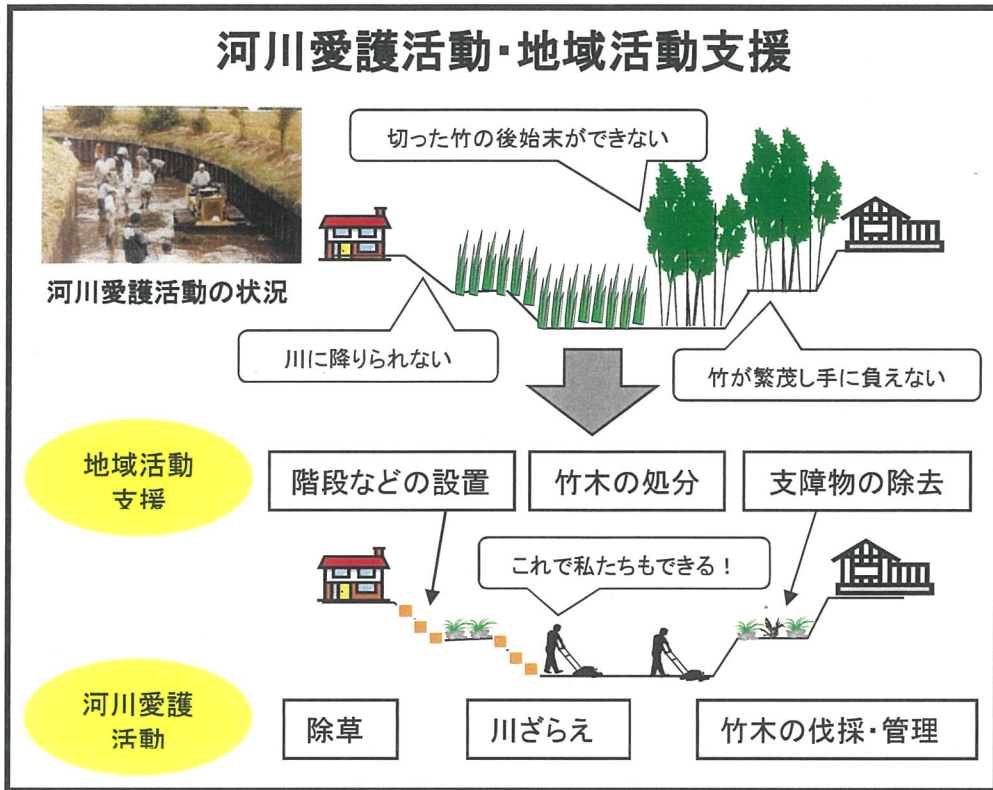 河川愛護活動・地域活動支援
切った竹の後始末ができない
河川愛護活動の状況
川に降りられない
竹が繁茂し手に負えない
地域活動
支援
階段などの設置
竹木の処分
支障物の除去
これで私たちもできる！
河川愛護
活動
除草
川ざらえ
竹木の伐採・管理